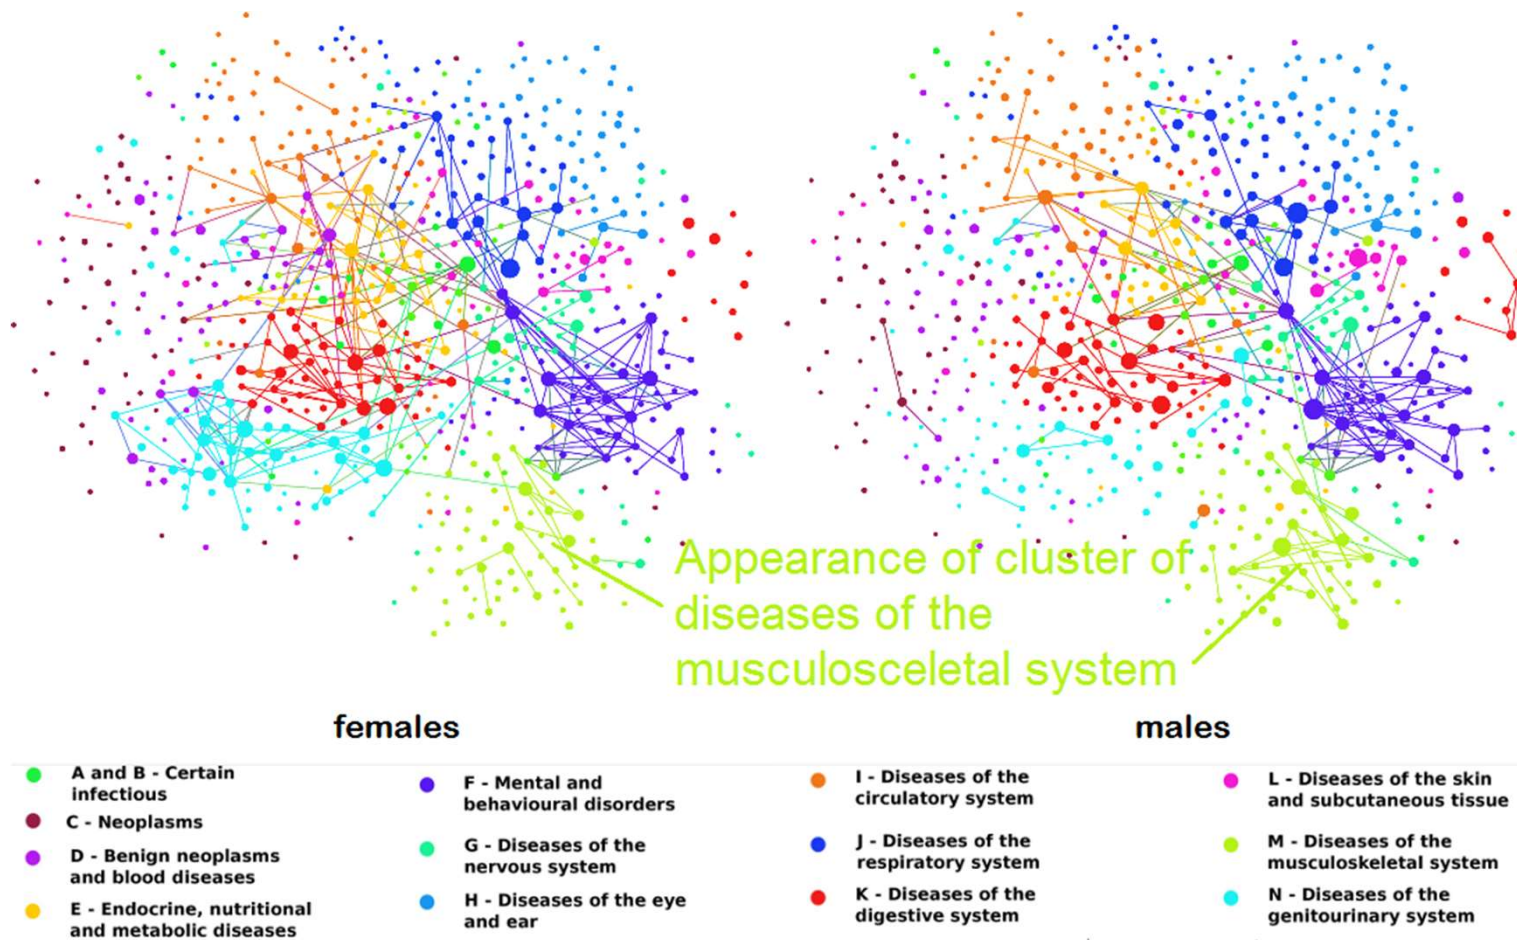 Appearance of cluster of
diseases of the
musculosceletal system
females
males
A and B - Certain
infectious
C - Neoplasms
D - Benign neoplasms
and blood diseases
E - Endocrine, nutritional
and metabolic diseases
F - Mental and
behavioural disorders
G - Diseases of the
nervous system
H - Diseases of the eye
and ear
I - Diseases of the
circulatory system
J - Diseases of the
respiratory system
K - Diseases of the
digestive system
L - Diseases of the skin
and subcutaneous tissue
M - Diseases of the
musculoskeletal system
N - Diseases of the
genitourinary system